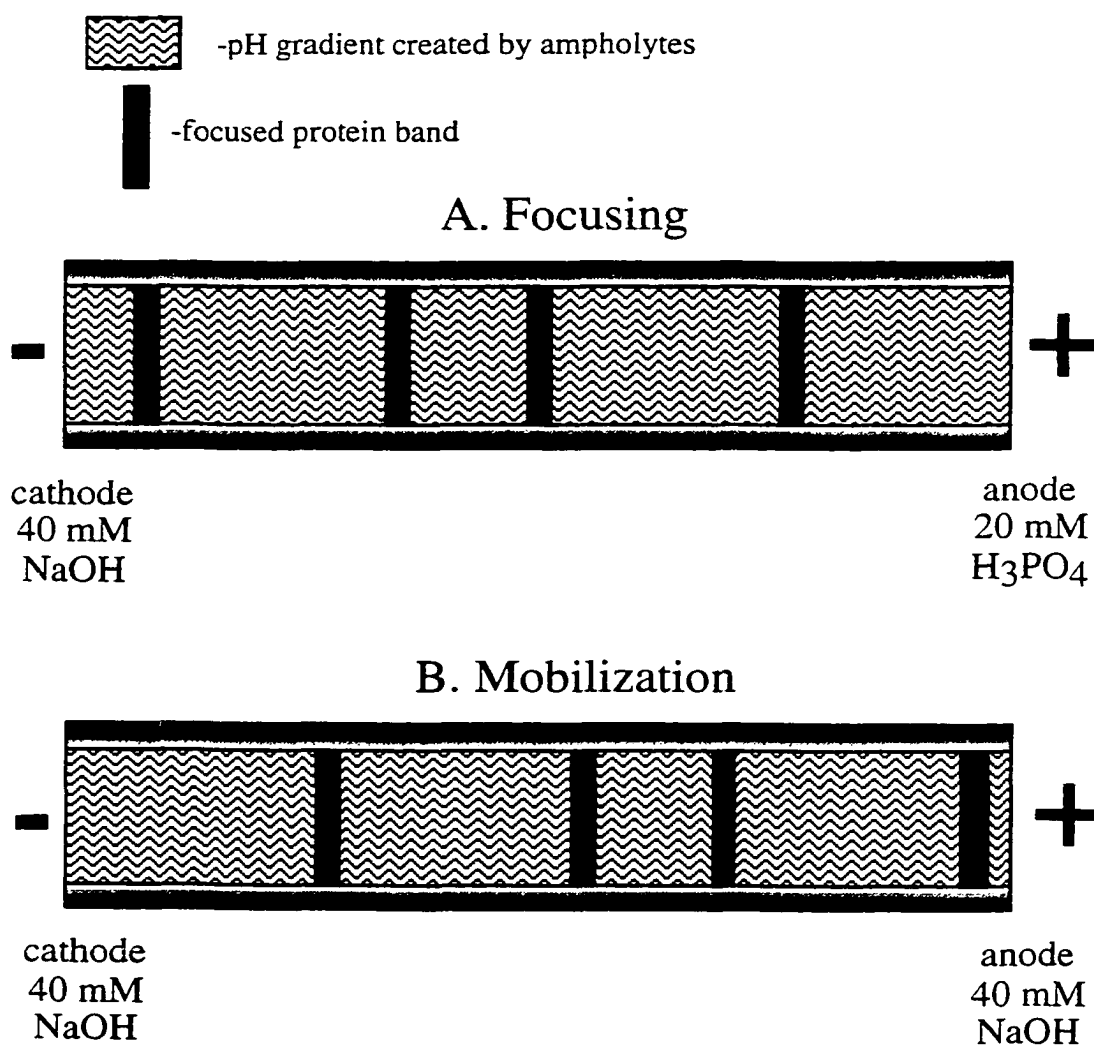 -pH gradient created by ampholytes
-focused protein band
A. Focusing
-
+
cathode
40 mM
NaOH
anode
20 mM
H3PO4
B. Mobilization
-
+
cathode
40 mM
NaOH
anode
40 mM
NaOH